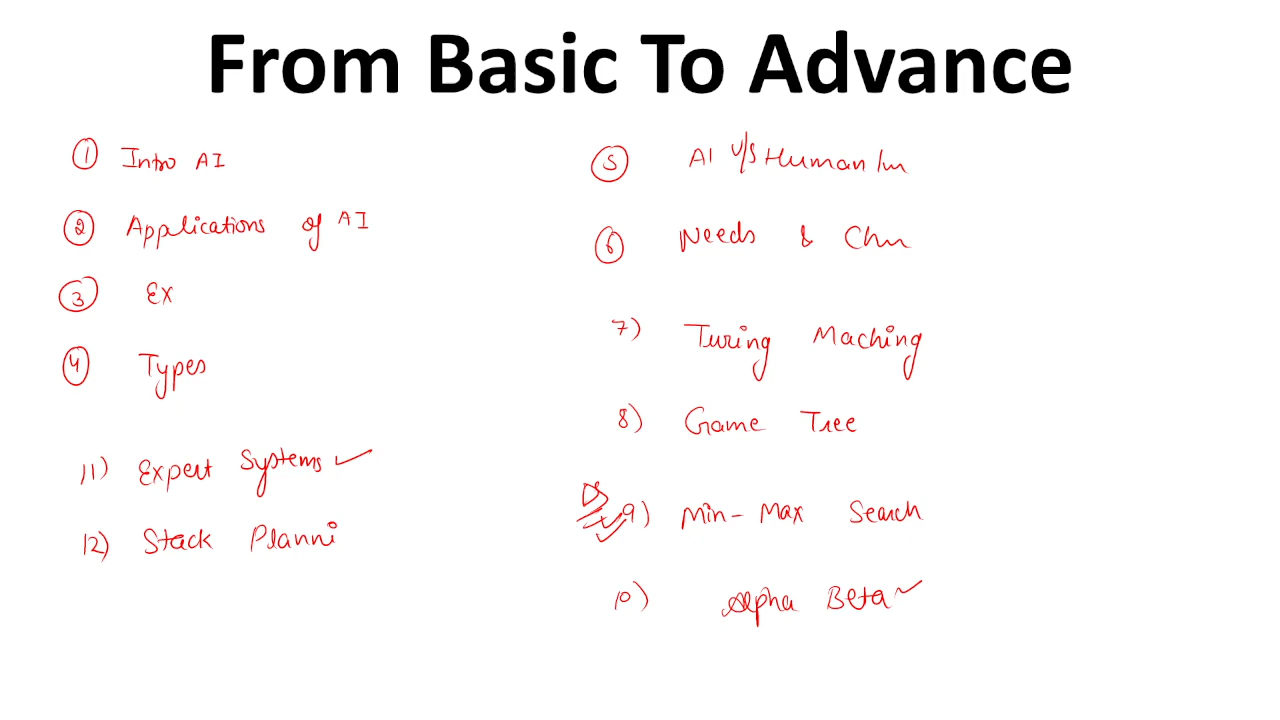 From Basic To Advance
① Intro AI
② Applications of AI
③ Ex
④ Types
11) Expert Systems
12) Stack Planni
⑤ AI v/s Human
⑥ Needs &
7) Turing Maching
8) Game Tree
9) Min-Max Search
10) Alpha Beta